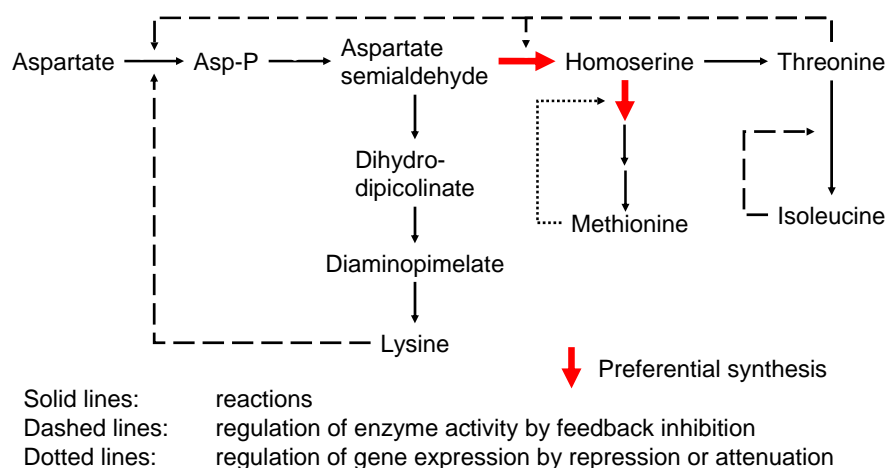 Aspartate
Asp-P
Aspartate
semialdehyde
Homoserine
Threonine
Dihydro-
dipicolinate
Methionine
Isoleucine
Diaminopimelate
Lysine
Preferential synthesis
Solid lines: reactions
Dashed lines: regulation of enzyme activity by feedback inhibition
Dotted lines: regulation of gene expression by repression or attenuation